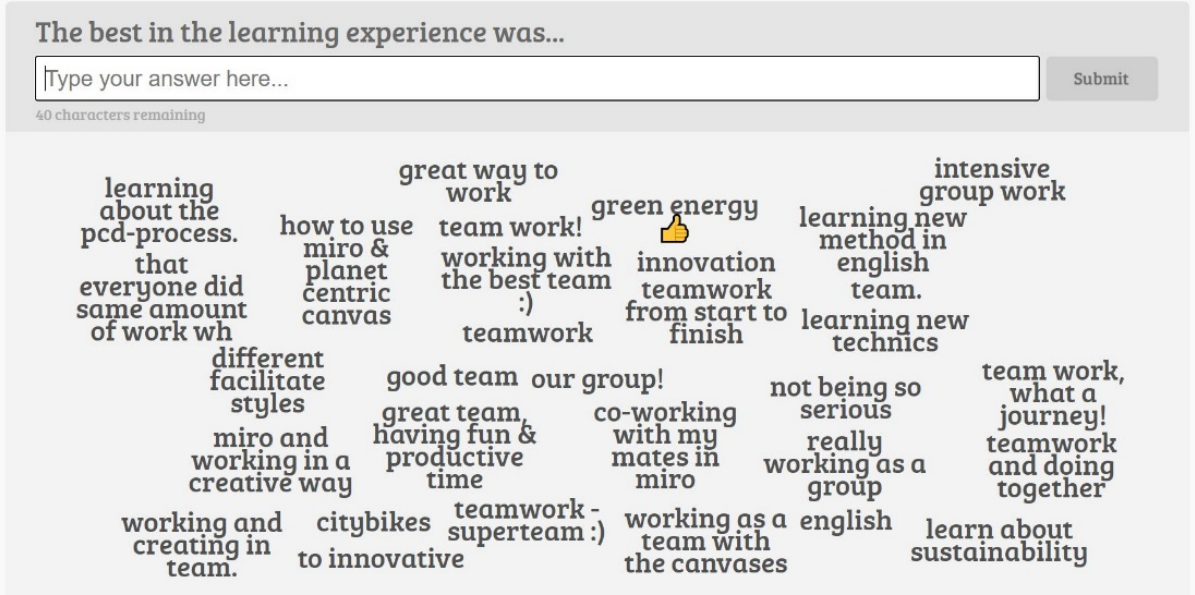 The best in the learning experience was...
Type your answer here...
Submit
40 characters remaining
learning
about the
pcd-process.
great way to
work
intensive
group work
how to use
miro &
planet
centric
canvas
team work!
green energy
👍
learning new
method in
english
team.
that
everyone did
same amount
of work wh
working with
the best team
:)
innovation
teamwork
from start to
finish
teamwork
learning new
technics
different
facilitate
styles
good team
our group!
not being so
serious
team work,
what a
journey!
great team,
having fun &
productive
time
co-working
with my
mates in
miro
miro and
working in a
creative way
really
working as a
group
teamwork
and doing
together
working and
creating in
team.
citybikes
teamwork -
superteam :)
working as a
team with
the canvases
english
learn about
sustainability
to innovative